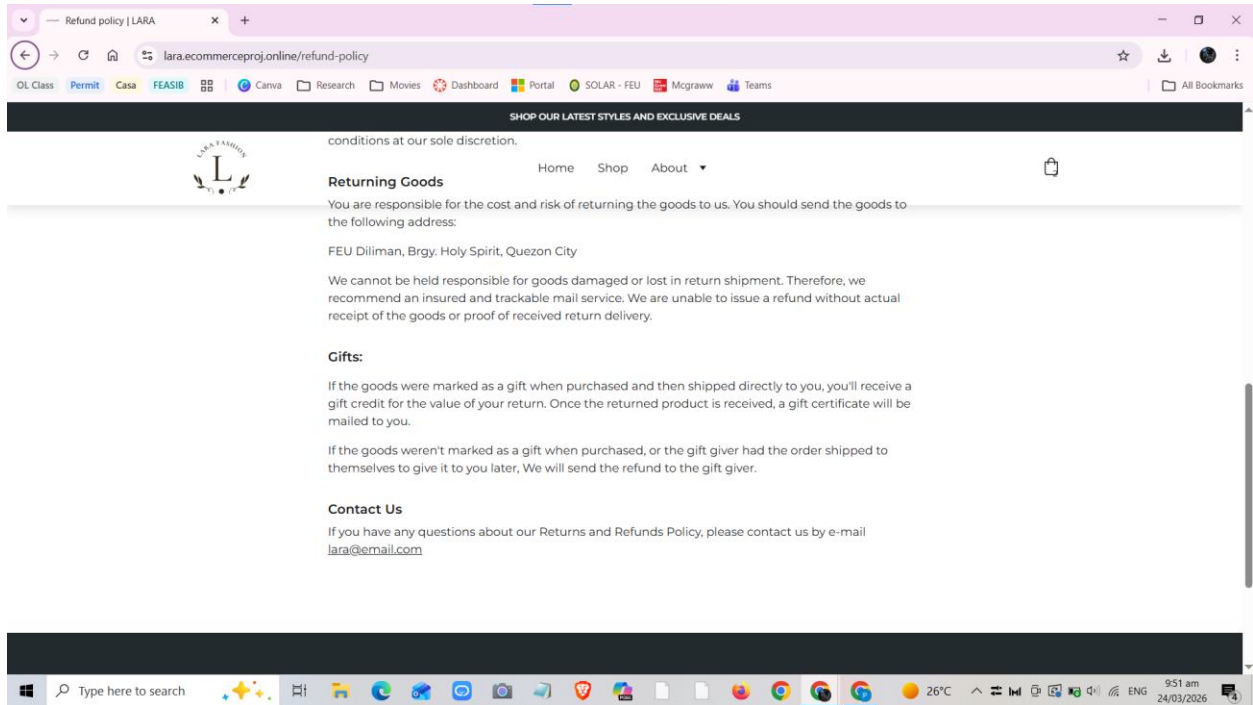 Refund policy | LARA
lara.ecommerceproj.online/refund-policy
OL Class Permit Casa FEASIB Canva Research Movies Dashboard Portal SOLAR - FEU Mcgraww Teams All Bookmarks
SHOP OUR LATEST STYLES AND EXCLUSIVE DEALS
conditions at our sole discretion.
LARA FASHION
L
Home Shop About
Returning Goods
You are responsible for the cost and risk of returning the goods to us. You should send the goods to
the following address:
FEU Diliman, Brgy. Holy Spirit, Quezon City
We cannot be held responsible for goods damaged or lost in return shipment. Therefore, we
recommend an insured and trackable mail service. We are unable to issue a refund without actual
receipt of the goods or proof of received return delivery.
Gifts:
If the goods were marked as a gift when purchased and then shipped directly to you, you'll receive a
gift credit for the value of your return. Once the returned product is received, a gift certificate will be
mailed to you.
If the goods weren't marked as a gift when purchased, or the gift giver had the order shipped to
themselves to give it to you later, We will send the refund to the gift giver.
Contact Us
If you have any questions about our Returns and Refunds Policy, please contact us by e-mail
lara@email.com
Type here to search
26°C
ENG
9:51 am
24/03/2026
4